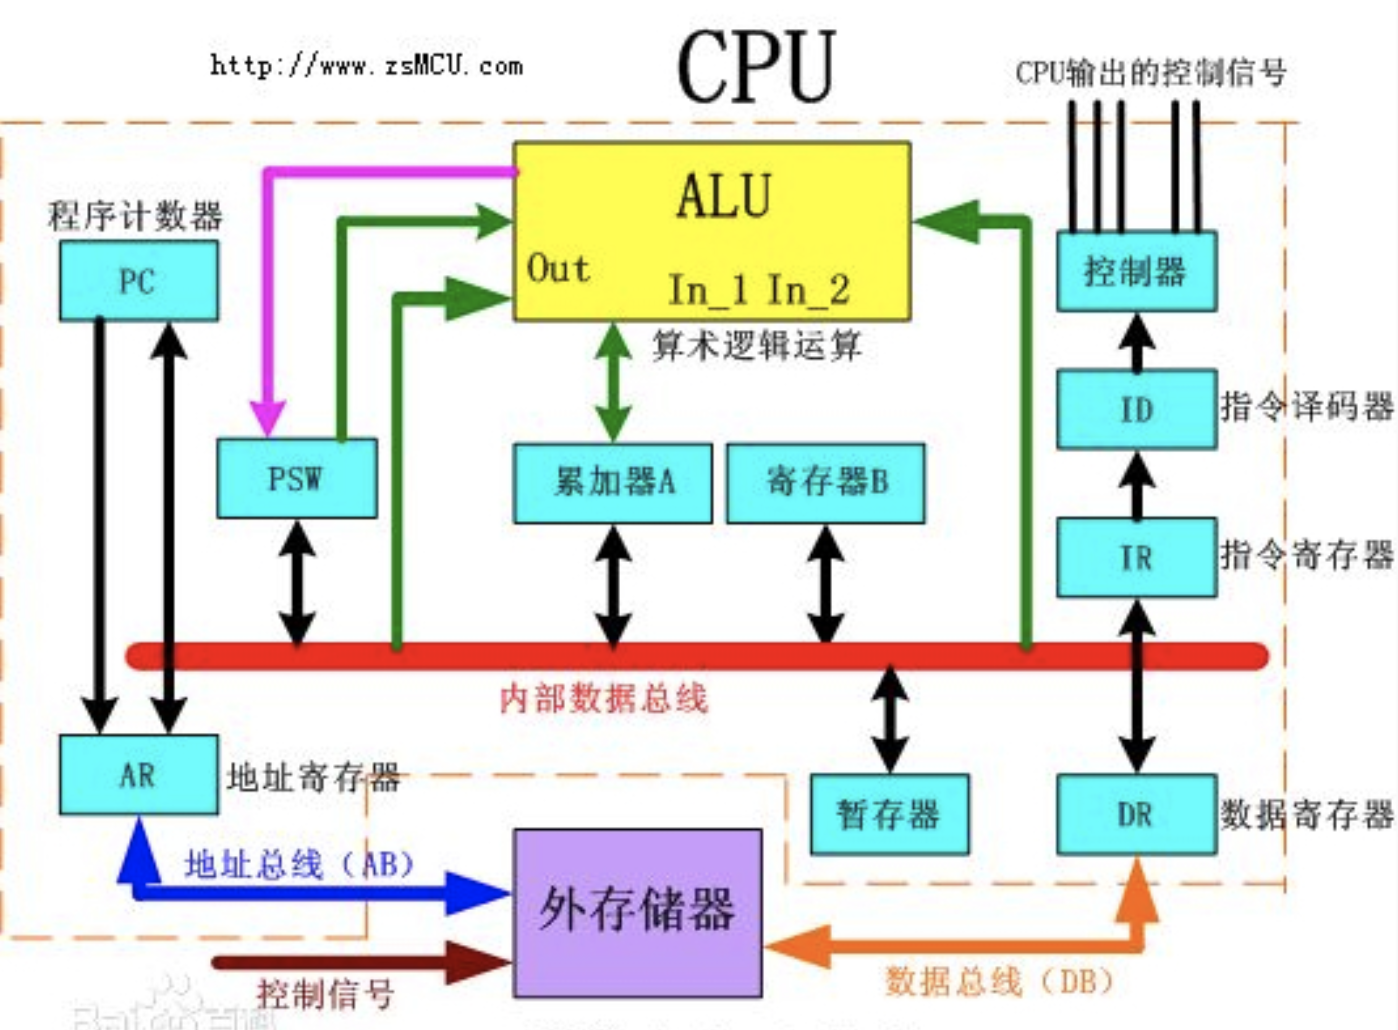 http://www.zsMCU.com
CPU
CPU输出的控制信号
程序计数器
PC
ALU
Out
In_1 In_2
算术逻辑运算
控制器
ID
指令译码器
PSW
累加器A
寄存器B
IR
指令寄存器
内部数据总线
AR
地址寄存器
暂存器
DR
数据寄存器
地址总线（AB）
外存储器
控制信号
数据总线（DB）